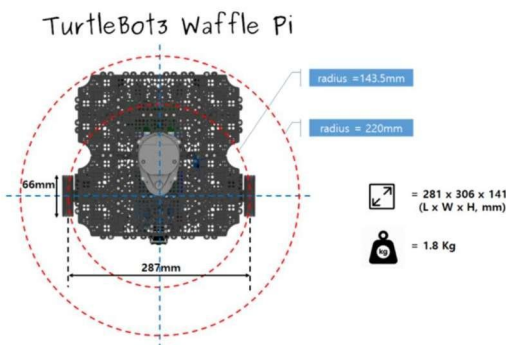 TurtleBot3 Waffle Pi
radius =143.5mm
radius = 220mm
66mm
= 281 x 306 x 141
(L x W x H, mm)
kg
= 1.8 Kg
287mm